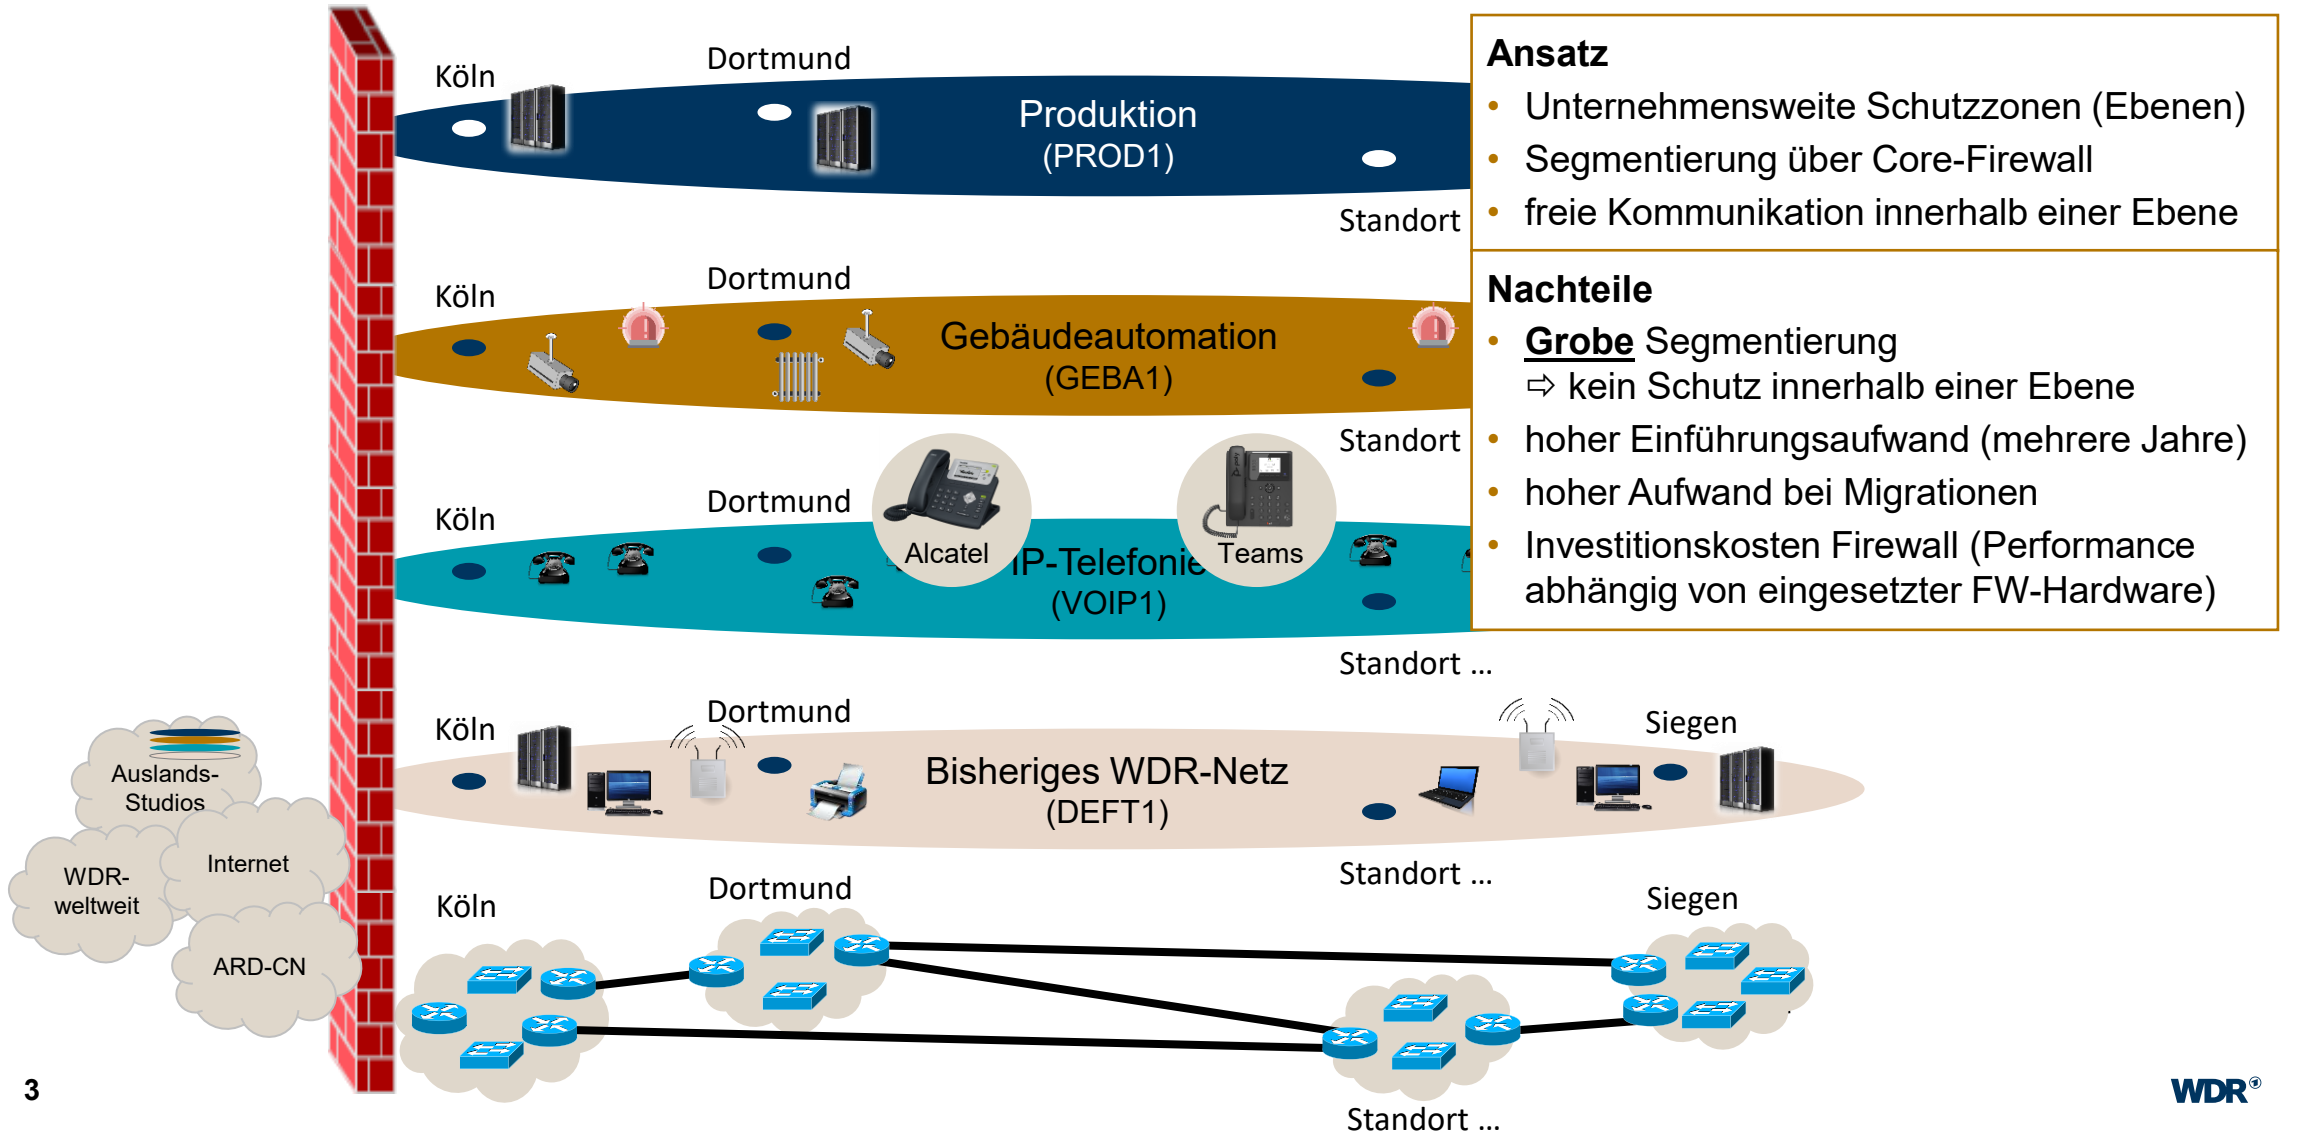 Köln
Dortmund
Produktion
(PROD1)
Standort
Ansatz
• Unternehmensweite Schutzzonen (Ebenen)
• Segmentierung über Core-Firewall
• freie Kommunikation innerhalb einer Ebene
Nachteile
• Grobe Segmentierung
⇨ kein Schutz innerhalb einer Ebene
• hoher Einführungsaufwand (mehrere Jahre)
• hoher Aufwand bei Migrationen
• Investitionskosten Firewall (Performance
abhängig von eingesetzter FW-Hardware)
Köln
Dortmund
Gebäudeautomation
(GEBA1)
Standort
Köln
Dortmund
Alcatel
Teams
IP-Telefonie
(VOIP1)
Standort ...
Köln
Dortmund
Siegen
Bisheriges WDR-Netz
(DEFT1)
Standort ...
Auslands-
Studios
Internet
WDR-
weltweit
ARD-CN
Köln
Dortmund
Siegen
Standort ...
3
WDR